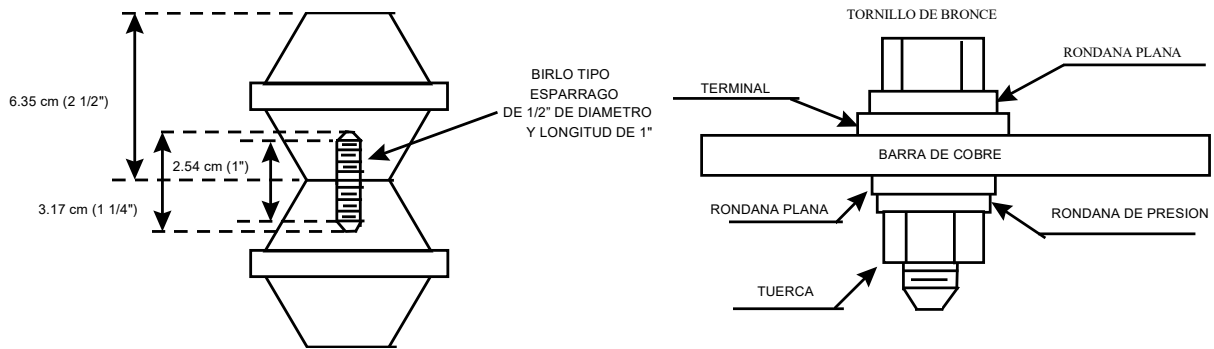 6.35 cm (2 1/2")
2.54 cm (1")
3.17 cm (1 1/4")
BIRLO TIPO
ESPARRAGO
DE 1/2" DE DIAMETRO
Y LONGITUD DE 1"
TORNILLO DE BRONCE
RONDANA PLANA
TERMINAL
BARRA DE COBRE
RONDANA PLANA
RONDANA DE PRESION
TUERCA